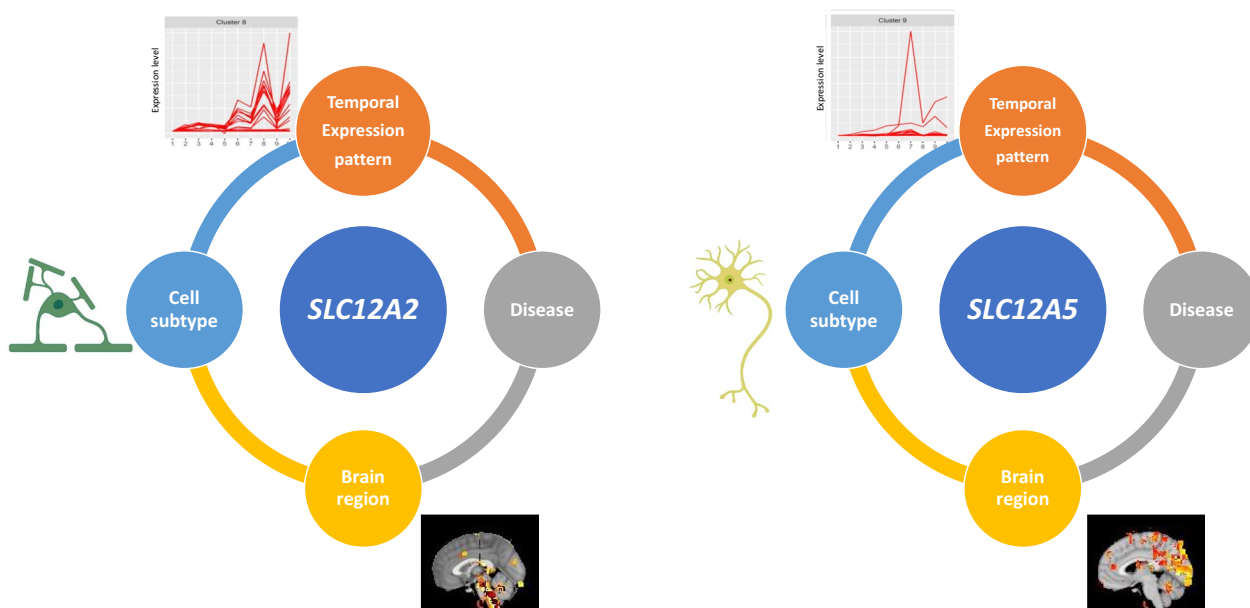 Cluster 8
Expression level
1 2 3 4 5 6 7 8 9
Temporal
Expression
pattern
Cell
subtype
SLC12A2
Disease
Brain
region
Cluster 9
Expression level
1 2 3 4 5 6 7 8 9
Temporal
Expression
pattern
Cell
subtype
SLC12A5
Disease
Brain
region